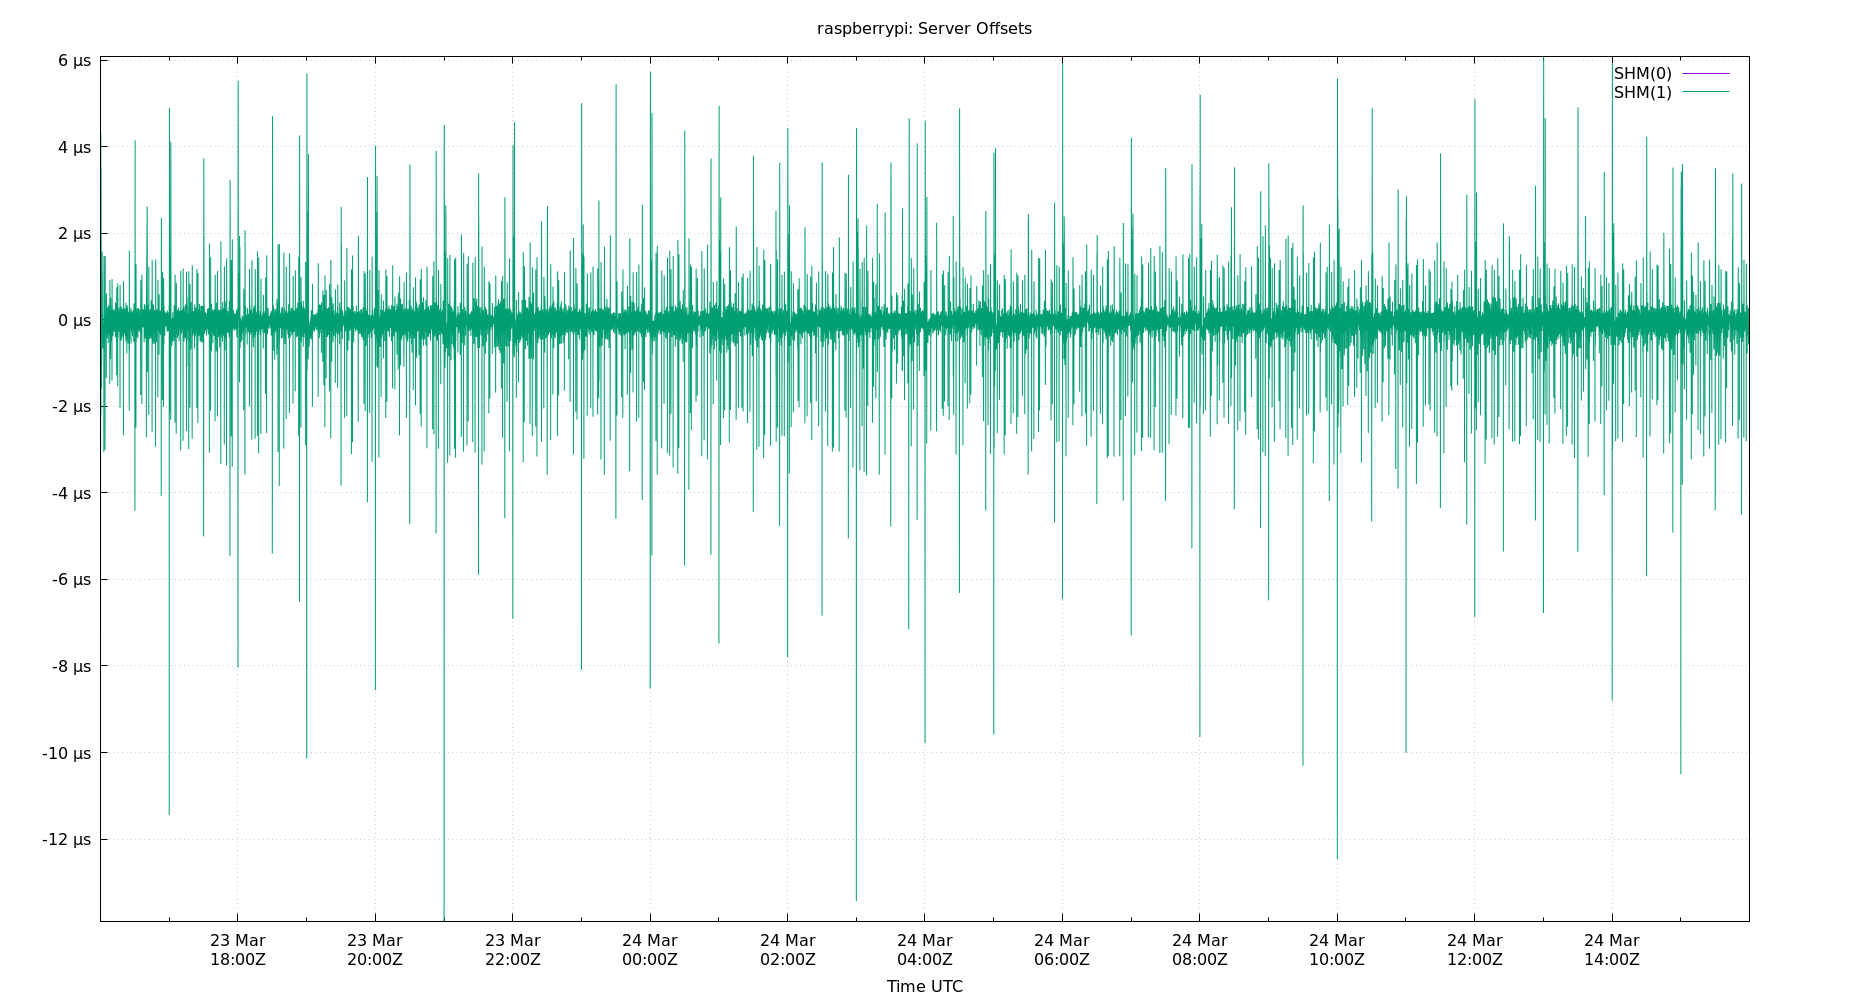 raspberrypi: Server Offsets
SHM(0)
SHM(1)
6 µs
4 µs
2 µs
0 µs
-2 µs
-4 µs
-6 µs
-8 µs
-10 µs
-12 µs
23 Mar 23 Mar 23 Mar 24 Mar 24 Mar 24 Mar 24 Mar 24 Mar 24 Mar 24 Mar 24 Mar
18:00Z 20:00Z 22:00Z 00:00Z 02:00Z 04:00Z 06:00Z 08:00Z 10:00Z 12:00Z 14:00Z
Time UTC